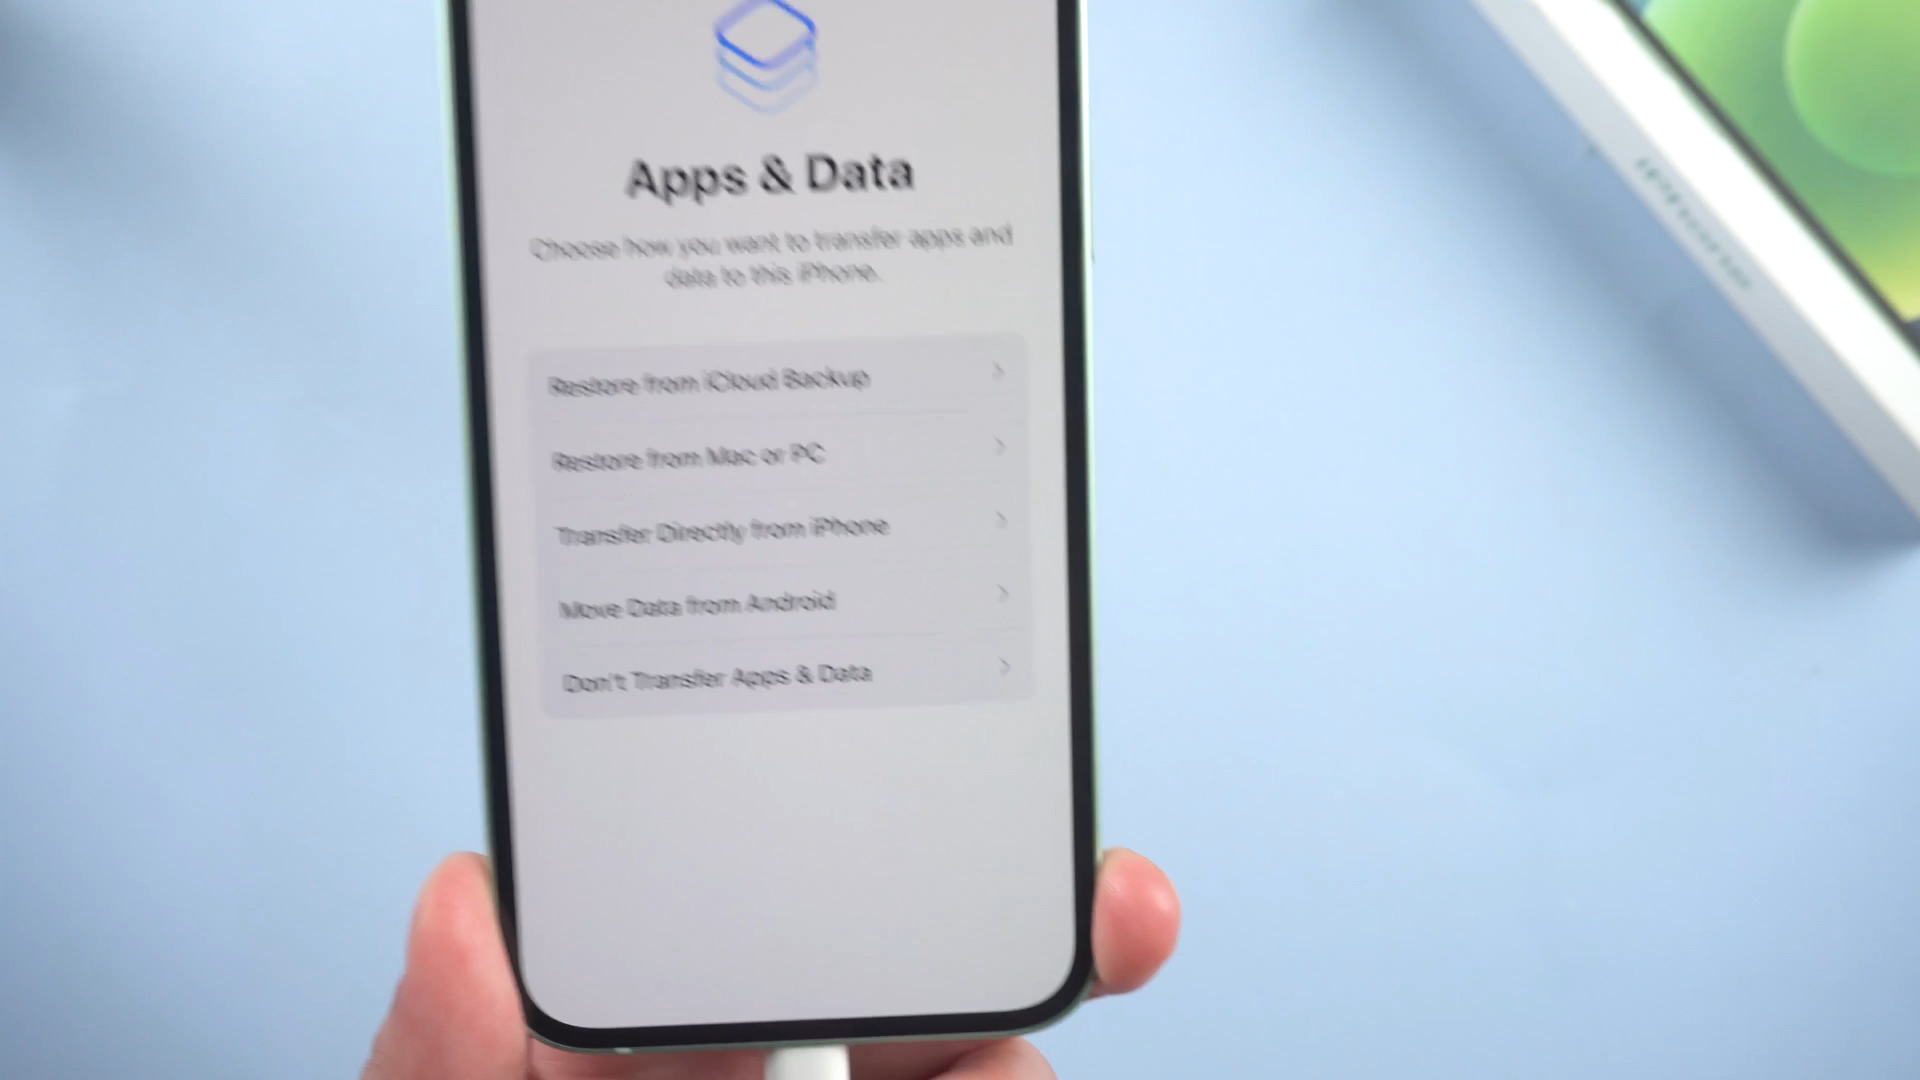 Apps & Data
Choose how you want to transfer apps and
data to this iPhone.
Restore from iCloud Backup
Restore from Mac or PC
Transfer Directly from iPhone
Move Data from Android
Don't Transfer Apps & Data
iPhone